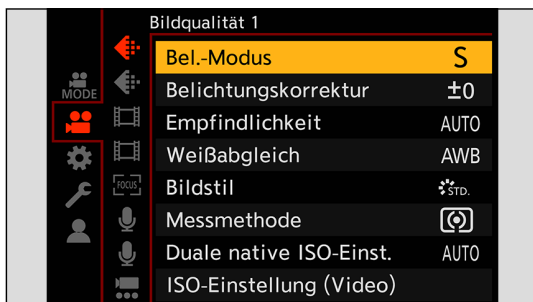 Bildqualität 1
Bel.-Modus S
MODE
Belichtungskorrektur ±0
Empfindlichkeit AUTO
Weißabgleich AWB
FOCUS
Bildstil STD.
Messmethode
Duale native ISO-Einst. AUTO
ISO-Einstellung (Video)